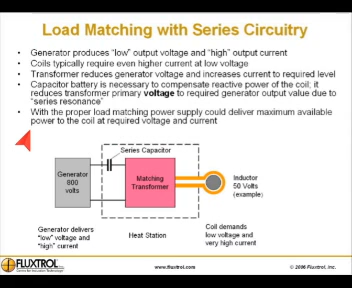 Load Matching with Series Circuitry
• Generator produces "low" output voltage and "high" output current
• Coils typically require even higher current at low voltage
• Transformer reduces generator voltage and increases current to required level
• Capacitor battery is necessary to compensate reactive power of the coil; it
reduces transformer primary voltage to required generator output value due to
"series resonance"
• With the proper load matching power supply could deliver maximum available
power to the coil at required voltage and current
Series Capacitor
Generator
800
volts
Matching
Transformer
Inductor
50 Volts
(example)
Generator delivers
"low" voltage and
"high" current
Heat Station
Coil demands
low voltage and
very high current
FLUXTROL
www.fluxtrol.com
© 2006 Fluxtrol, Inc.